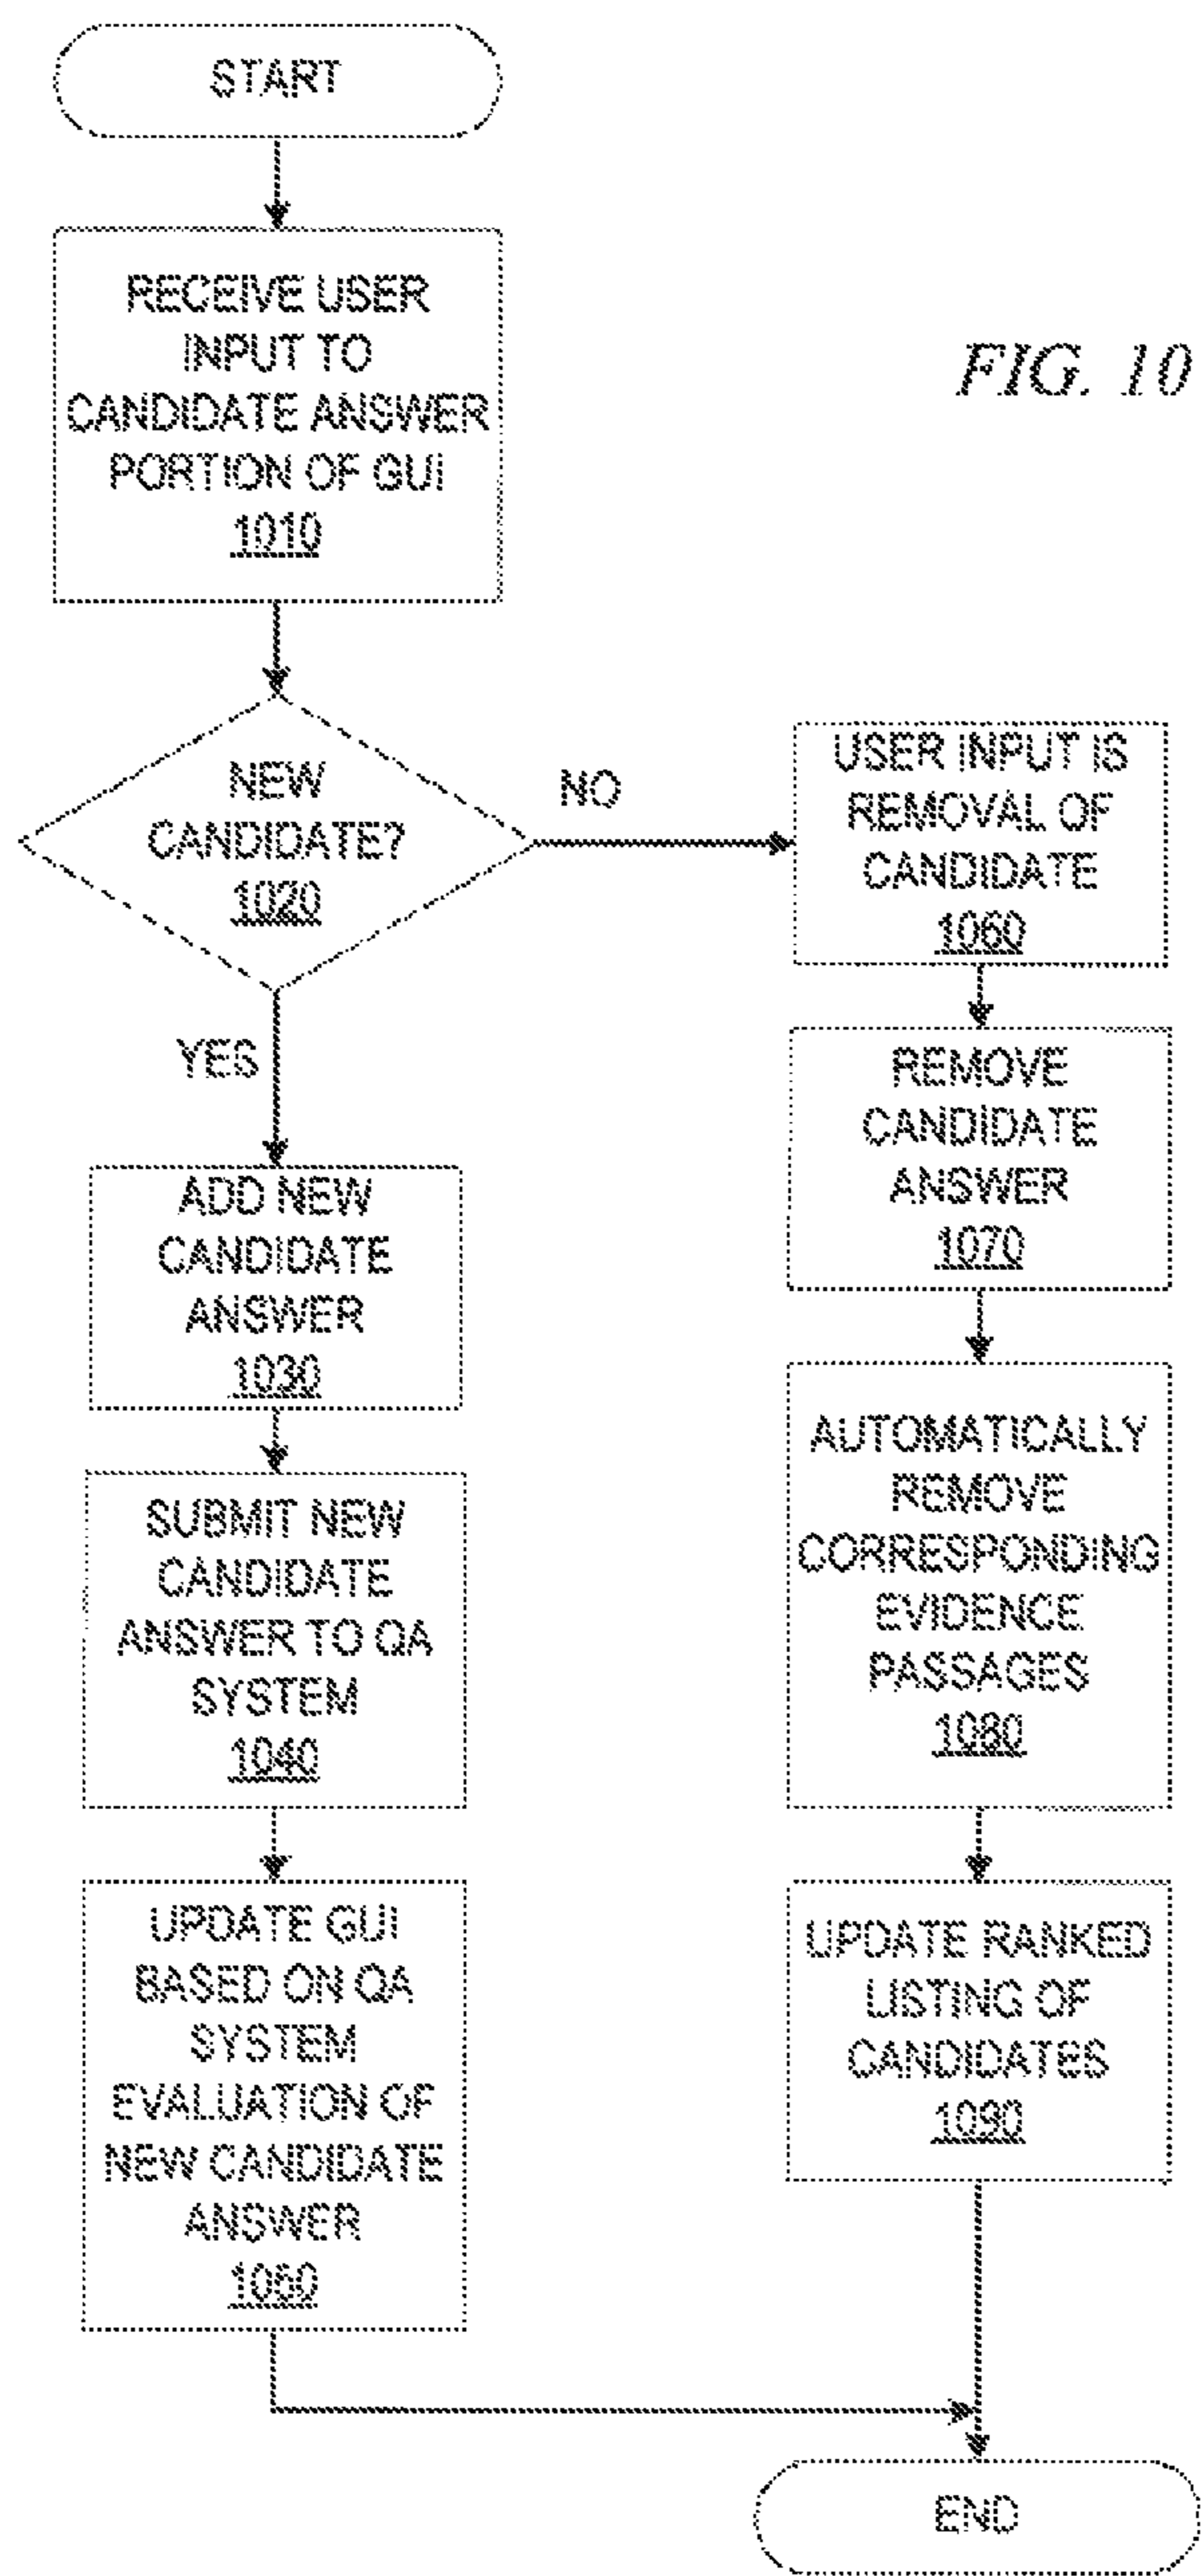 START
RECEIVE USER
INPUT TO
CANDIDATE ANSWER
PORTION OF GUI
1010
FIG. 10
NEW
CANDIDATE?
1020
NO
YES
ADD NEW
CANDIDATE
ANSWER
1030
SUBMIT NEW
CANDIDATE
ANSWER TO QA
SYSTEM
1040
UPDATE GUI
BASED ON QA
SYSTEM
EVALUATION OF
NEW CANDIDATE
ANSWER
1050
USER INPUT IS
REMOVAL OF
CANDIDATE
1060
REMOVE
CANDIDATE
ANSWER
1070
AUTOMATICALLY
REMOVE
CORRESPONDING
EVIDENCE
PASSAGES
1080
UPDATE RANKED
LISTING OF
CANDIDATES
1090
END